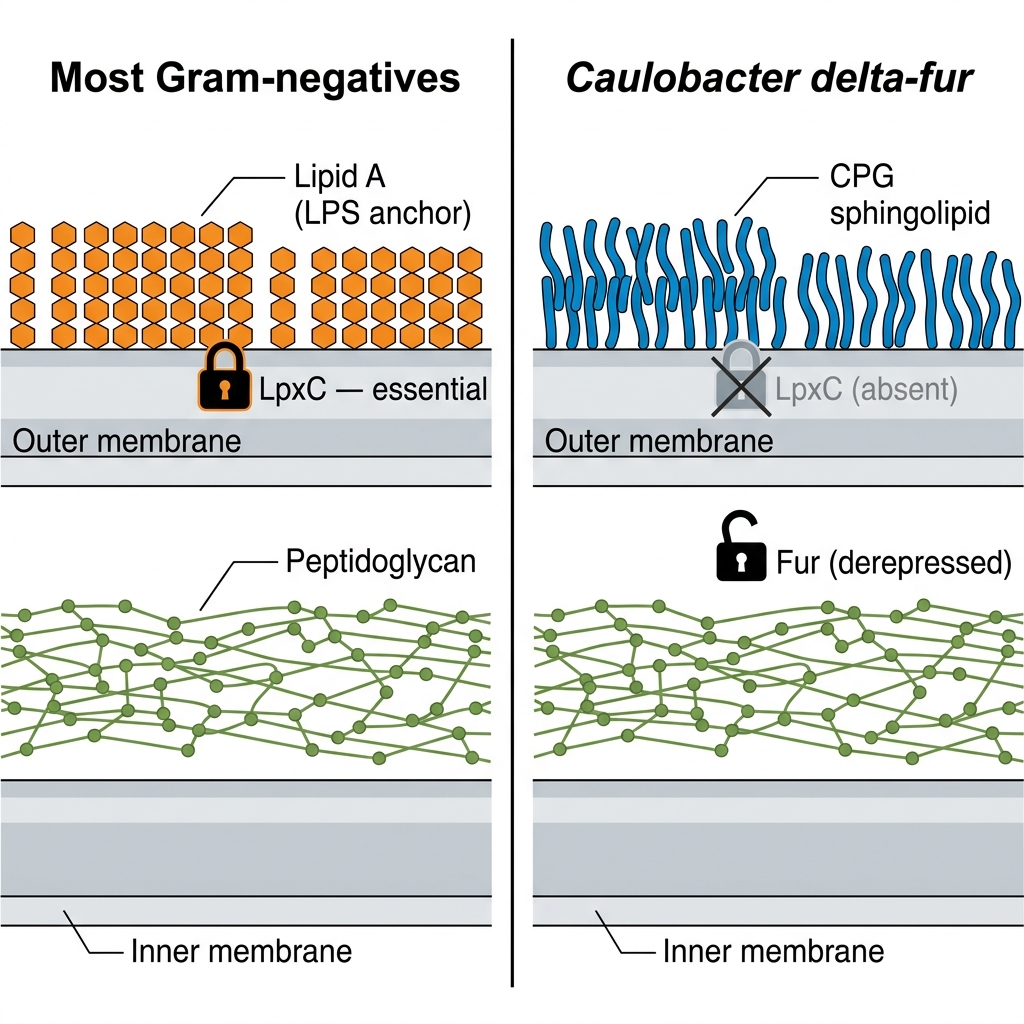 Most Gram-negatives
Lipid A
(LPS anchor)
LpxC — essential
Outer membrane
Peptidoglycan
Inner membrane
Caulobacter delta-fur
CPG
sphingolipid
LpxC (absent)
Outer membrane
Fur (derepressed)
Inner membrane